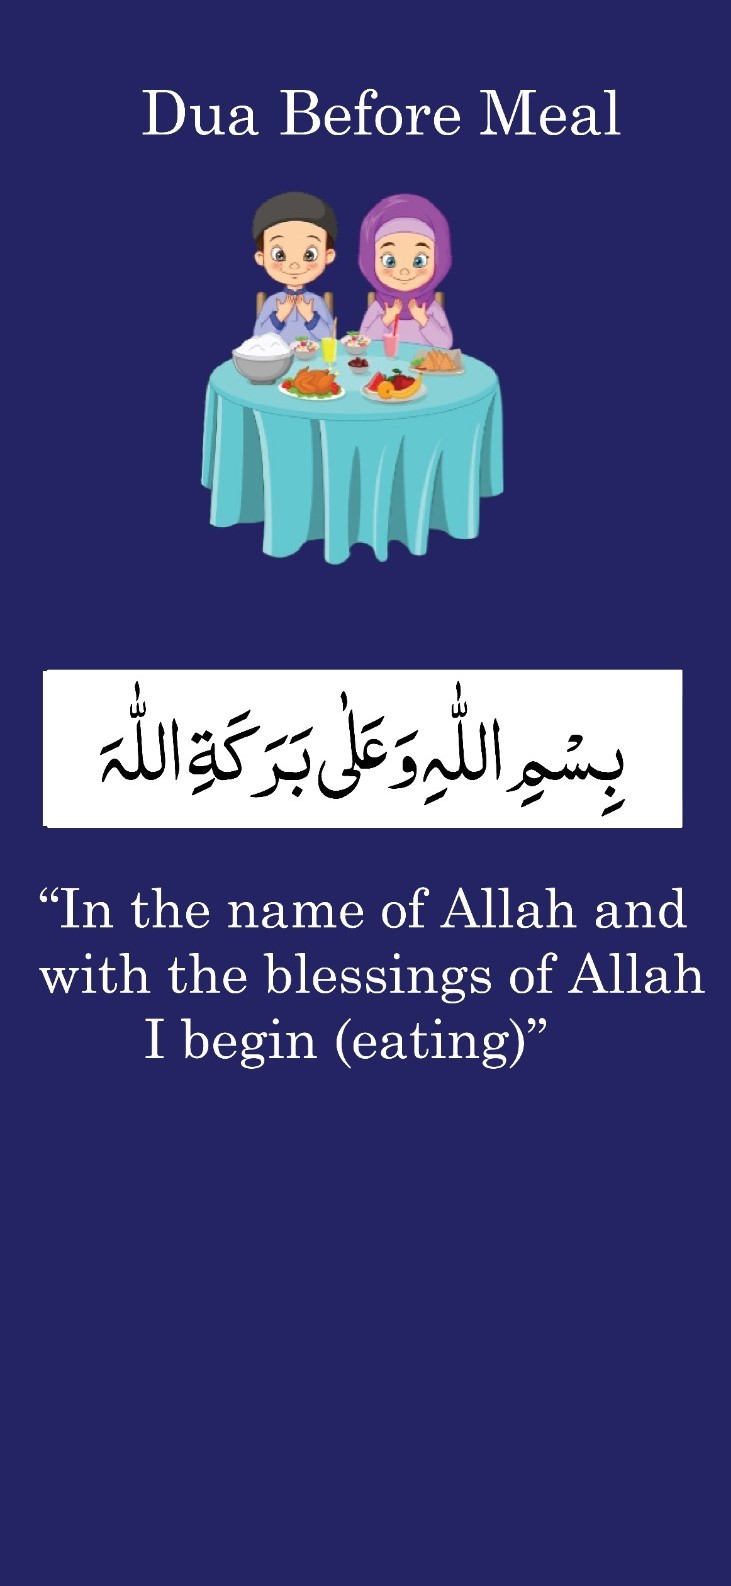 Dua Before Meal
بِسْمِ اللّٰہِ وَعَلٰی بَرَکَةِ اللّٰہَ
“In the name of Allah and
with the blessings of Allah
I begin (eating)”